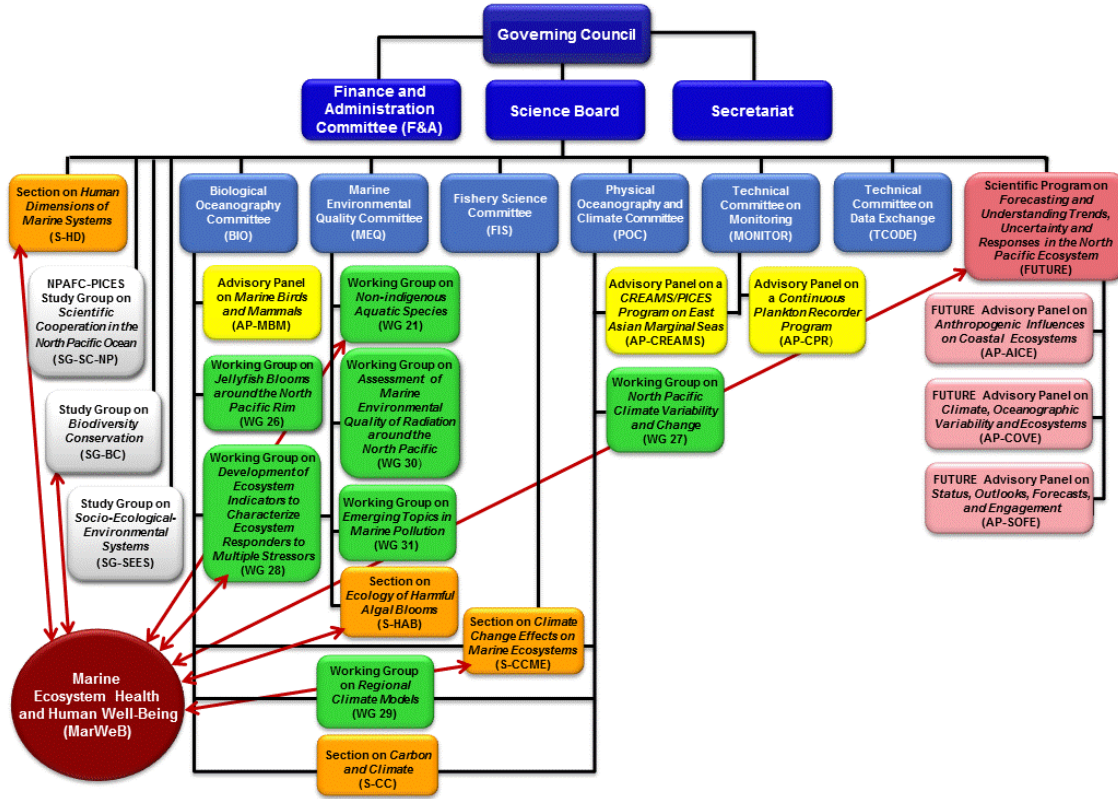 Governing Council
Finance and
Administration
Committee (F&A)
Science Board
Secretariat
Section on Human
Dimensions of
Marine Systems
(S-HD)
Biological
Oceanography
Committee
(BIO)
Marine
Environmental
Quality Committee
(MEQ)
Fishery Science
Committee
(FIS)
Physical
Oceanography and
Climate Committee
(POC)
Technical
Committee on
Monitoring
(MONITOR)
Technical
Committee on
Data Exchange
(TCODE)
Scientific Program on
Forecasting and
Understanding Trends,
Uncertainty and
Responses in the North
Pacific Ecosystem
(FUTURE)
NPAFC-PICES
Study Group on
Scientific
Cooperation in the
North Pacific Ocean
(SG-SC-NP)
Advisory Panel
on Marine Birds
and Mammals
(AP-MBM)
Working Group on
Non-indigenous
Aquatic Species
(WG 21)
Advisory Panel on a
CREAMS/PICES
Program on East
Asian Marginal Seas
(AP-CREAMS)
Advisory Panel on
a Continuous
Plankton Recorder
Program
(AP-CPR)
FUTURE Advisory Panel on
Anthropogenic Influences
on Coastal Ecosystems
(AP-AICE)
Working Group on
Jellyfish Blooms
around the North
Pacific Rim
(WG 26)
Working Group on
Assessment of
Marine
Environmental
Quality of Radiation
around the
North Pacific
(WG 30)
Working Group on
North Pacific
Climate Variability
and Change
(WG 27)
Study Group on
Biodiversity
Conservation
(SG-BC)
FUTURE Advisory Panel on
Climate, Oceanographic
Variability and Ecosystems
(AP-COVE)
Working Group on
Development of
Ecosystem
Indicators to
Characterize
Ecosystem
Responders to
Multiple Stressors
(WG 28)
Study Group on
Socio-Ecological-
Environmental
Systems
(SG-SEES)
Working Group on
Emerging Topics in
Marine Pollution
(WG 31)
FUTURE Advisory Panel on
Status, Outlooks, Forecasts,
and Engagement
(AP-SOFE)
Section on
Ecology of Harmful
Algal Blooms
(S-HAB)
Section on Climate
Change Effects on
Marine Ecosystems
(S-CCME)
Marine
Ecosystem Health
and Human Well-Being
(MarWeB)
Working Group
on Regional
Climate Models
(WG 29)
Section on Carbon
and Climate
(S-CC)